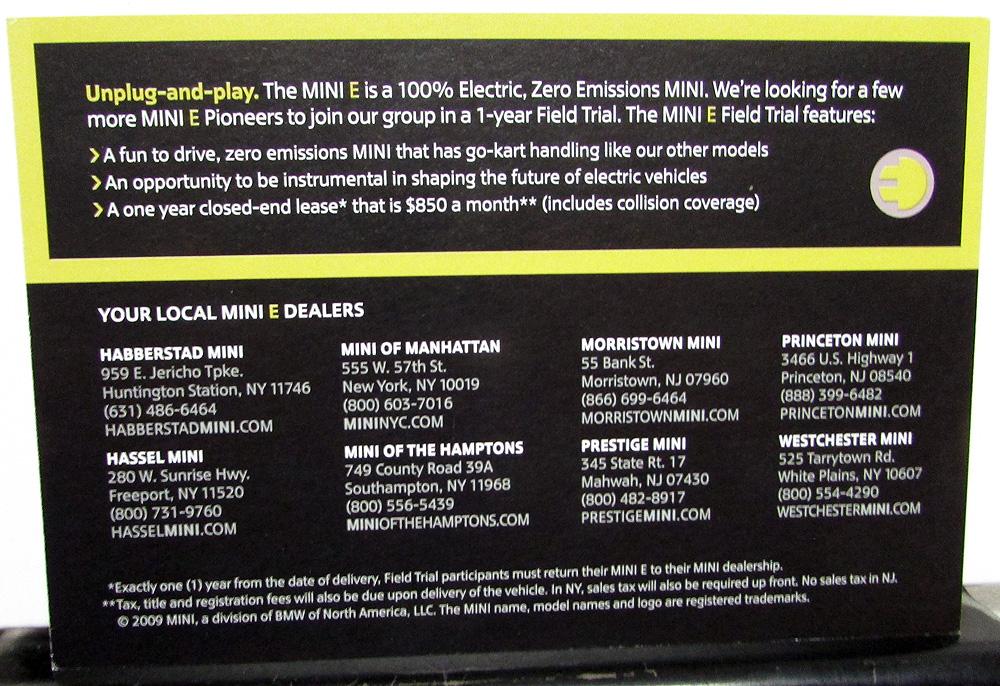 Unplug-and-play. The MINI E is a 100% Electric, Zero Emissions MINI. We're looking for a few
more MINI E Pioneers to join our group in a 1-year Field Trial. The MINI E Field Trial features:
› A fun to drive, zero emissions MINI that has go-kart handling like our other models
› An opportunity to be instrumental in shaping the future of electric vehicles
› A one year closed-end lease* that is $850 a month** (includes collision coverage)
YOUR LOCAL MINI E DEALERS
HABBERSTAD MINI
959 E. Jericho Tpke.
Huntington Station, NY 11746
(631) 486-6464
HABBERSTADMINI.COM
HASSEL MINI
280 W. Sunrise Hwy.
Freeport, NY 11520
(800) 731-9760
HASSELMINI.COM
MINI OF MANHATTAN
555 W. 57th St.
New York, NY 10019
(800) 603-7016
MININYC.COM
MINI OF THE HAMPTONS
749 County Road 39A
Southampton, NY 11968
(800) 556-5439
MINIOFTHEHAMPTONS.COM
MORRISTOWN MINI
55 Bank St.
Morristown, NJ 07960
(866) 699-6464
MORRISTOWNMINI.COM
PRESTIGE MINI
345 State Rt. 17
Mahwah, NJ 07430
(800) 482-8917
PRESTIGEMINI.COM
PRINCETON MINI
3466 U.S. Highway 1
Princeton, NJ 08540
(888) 399-6482
PRINCETONMINI.COM
WESTCHESTER MINI
525 Tarrytown Rd.
White Plains, NY 10607
(800) 554-4290
WESTCHESTERMINI.COM
*Exactly one (1) year from the date of delivery, Field Trial participants must return their MINI E to their MINI dealership.
**Tax, title and registration fees will also be due upon delivery of the vehicle. In NY, sales tax will also be required up front. No sales tax in NJ.
© 2009 MINI, a division of BMW of North America, LLC. The MINI name, model names and logo are registered trademarks.